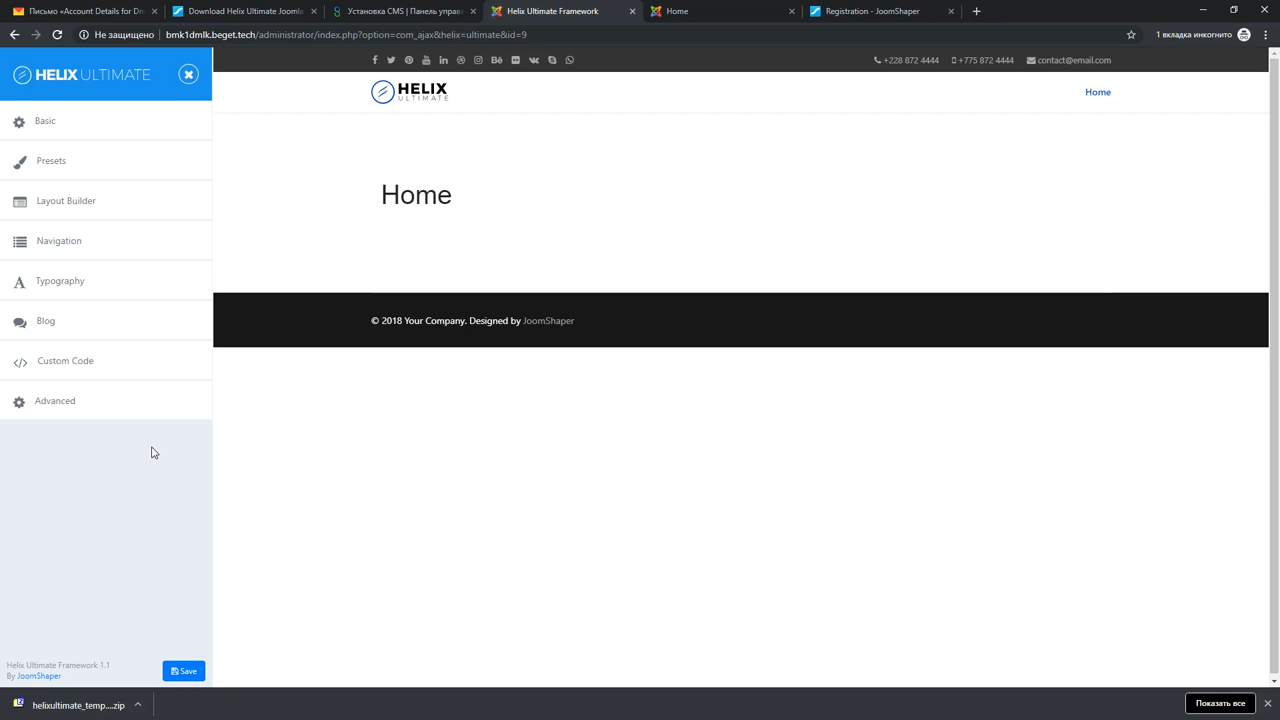 Письмо «Account Details for Dm
Download Helix Ultimate Joomla
Установка CMS | Панель управ
Helix Ultimate Framework
Home
Registration - JoomShaper
Не защищено
bmk1dmlk.beget.tech/administrator/index.php?option=com_ajax&helix=ultimate&id=9
1 вкладка инкогнито
HELIX ULTIMATE
Basic
Presets
Layout Builder
Navigation
Typography
Blog
Custom Code
Advanced
Helix Ultimate Framework 1.1
By JoomShaper
Save
+228 872 4444
+775 872 4444
contact@email.com
HELIX
ULTIMATE
Home
Home
© 2018 Your Company. Designed by JoomShaper
helixultimate_temp....zip
Показать все